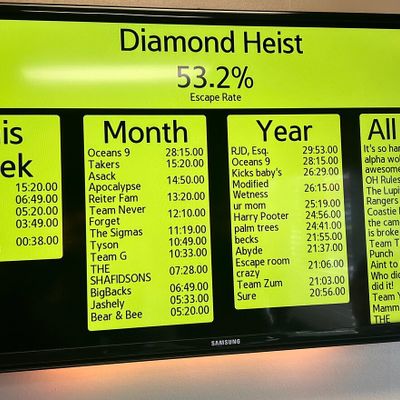 Diamond Heist
53.2%
Escape Rate
is
ek
15:20.00
06:49.00
05:20.00
03:49.00
00:38.00
Month
Oceans 9 28:15.00
Takers 15:20.00
Asack
Apocalypse 14:50.00
Reiter Fam 13:20.00
Team Never
Forget 12:10.00
The Sigmas 11:19.00
Tyson 10:49.00
Team G 10:33.00
THE
SHAFIDSONS 07:28.00
BigBacks 06:49.00
Jashely 05:33.00
Bear & Bee 05:20.00
Year
RJD, Esq. 29:53.00
Oceans 9 28:15.00
Kicks baby's 26:29.00
Modified
Wetness 26:15.00
ur mom 25:19.00
Harry Pooter 24:56.00
palm trees 24:41.00
becks 21:55.00
Abyde 21:37.00
Escape room
crazy 21:06.00
Team Zum 21:03.00
Sure 20:56.00
All
It's so har
alpha wol
awesome
OH Rules
The Lupi
Rangers
Coastie
the cam
is broke
Team T
Punch
Aint to
Who did
did it!
Team Y
Mamm
THE
SAMSUNG